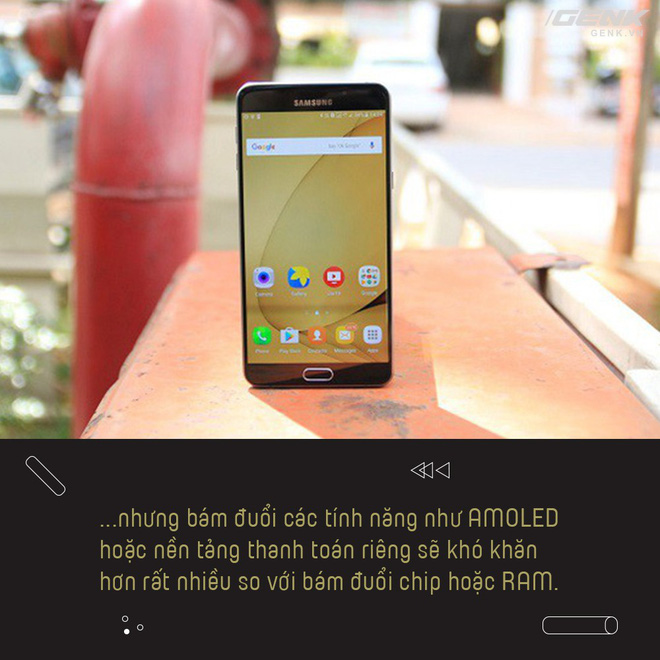 GENK
GENK.VN
SAMSUNG
Google
Say "Ok Google"
Camera
Gallery
Google
Phone
Play Store
Contacts
Messages
Apps
...nhưng bám đuổi các tính năng như AMOLED
hoặc nền tảng thanh toán riêng sẽ khó khăn
hơn rất nhiều so với bám đuổi chip hoặc RAM.